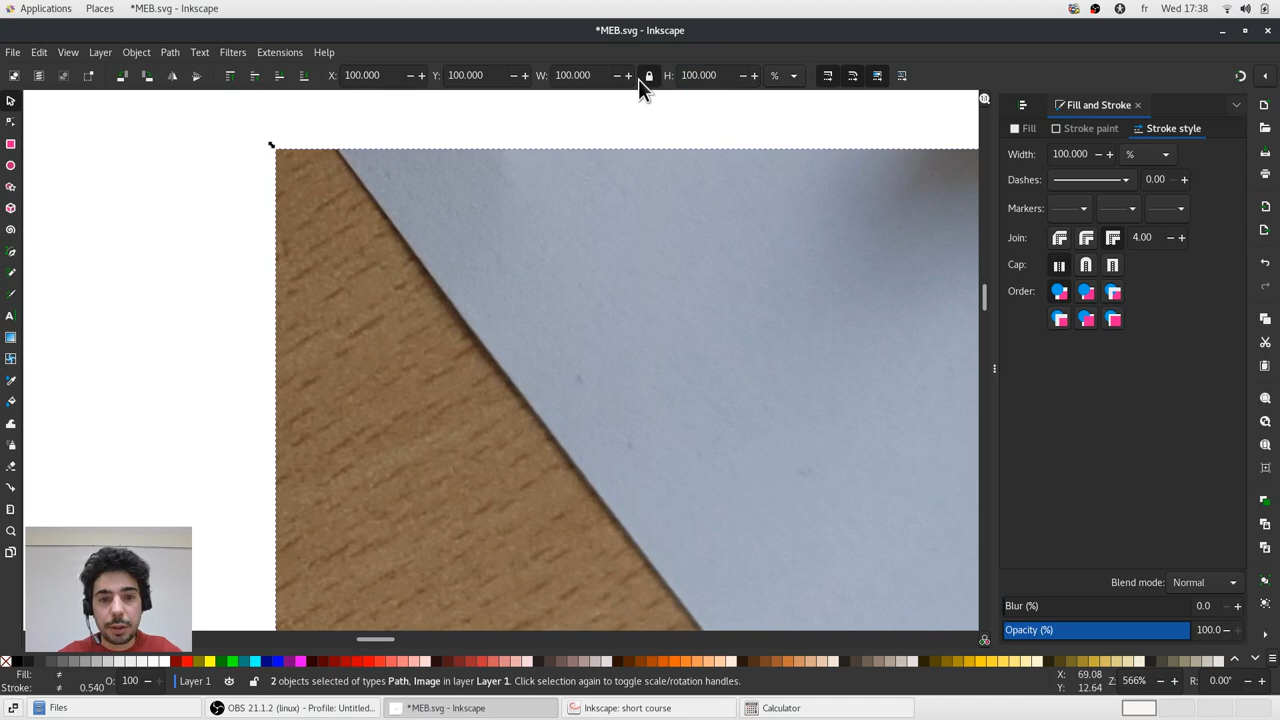 Applications Places *MEB.svg - Inkscape fr Wed 17:38
*MEB.svg - Inkscape
File Edit View Layer Object Path Text Filters Extensions Help
X: 100.000 Y: 100.000 W: 100.000 H: 100.000 %
Fill and Stroke
Fill Stroke paint Stroke style
Width: 100.000 %
Dashes: 0.00
Markers:
Join: 4.00
Cap:
Order:
Blend mode: Normal
Blur (%) 0.0
Opacity (%) 100.0
Fill: ≠
Stroke: ≠ 0.540 O: 100 Layer 1 2 objects selected of types Path, Image in layer Layer 1. Click selection again to toggle scale/rotation handles. X: 69.08 Y: 12.64 Z: 566% R: 0.00°
Files OBS 21.1.2 (linux) - Profile: Untitled... *MEB.svg - Inkscape Inkscape: short course Calculator